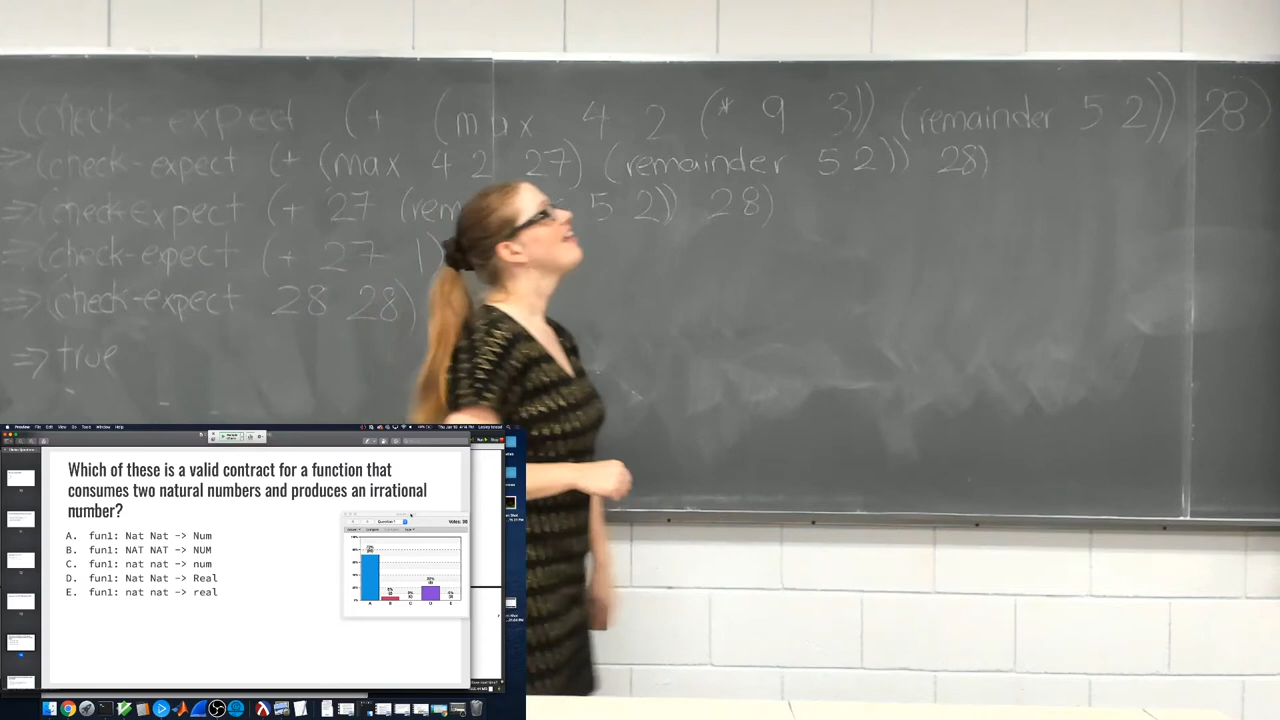 (check-expect (+ (max 4 2 (* 9 3)) (remainder 5 2)) 28)
=> (check-expect (+ (max 4 2 27) (remainder 5 2)) 28)
=> (check-expect (+ 27 (rem 5 2)) 28)
=> (check-expect (+ 27 1)
=> (check-expect 28 28)
=> true
Which of these is a valid contract for a function that
consumes two natural numbers and produces an irrational
number?
A. fun1: Nat Nat -> Num
B. fun1: NAT NAT -> NUM
C. fun1: nat nat -> num
D. fun1: Nat Nat -> Real
E. fun1: nat nat -> real
A B C D E